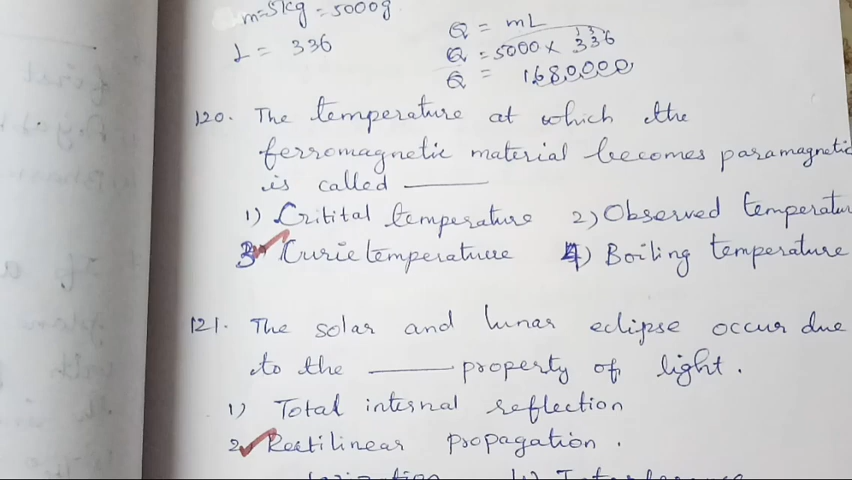 m=5kg = 5000g
L = 336
Q = mL
Q = 5000 x 336
Q = 1680000
120. The temperature at which the
ferromagnetic material becomes paramagnetic
is called ______
1) Critital temperature 2) Observed temperatur
3) Curie temperature 4) Boiling temperature
121. The solar and lunar eclipse occur due
to the ______ property of light.
1) Total internal reflection
2) Rectilinear propagation.